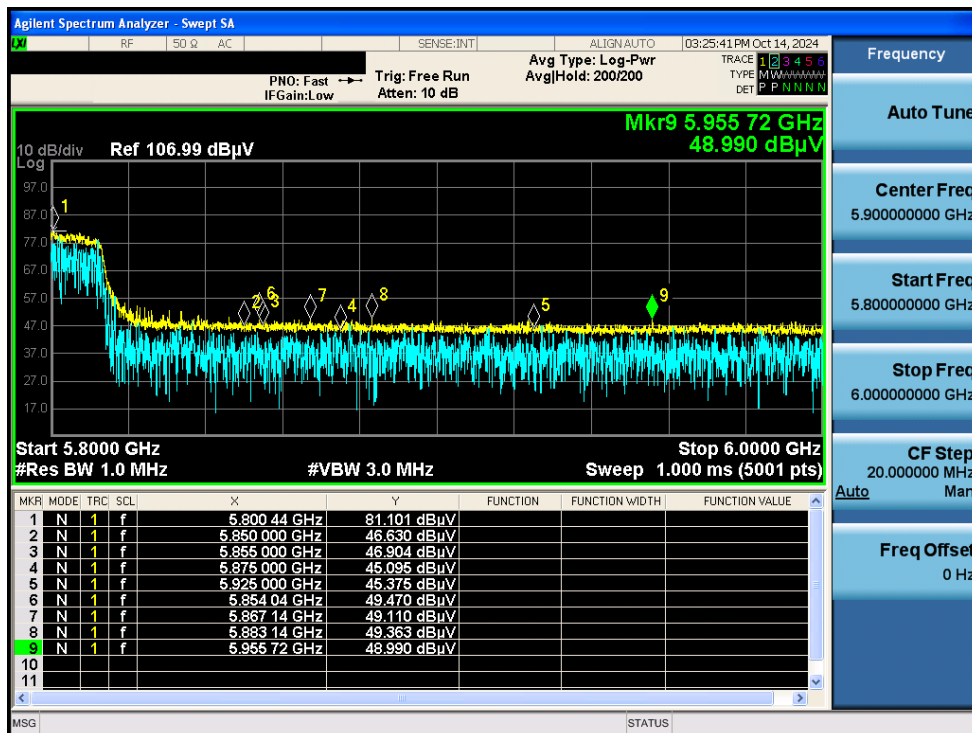 Agilent Spectrum Analyzer - Swept SA
LXI RF 50 Ω AC SENSE:INT ALIGN AUTO 03:25:41 PM Oct 14, 2024
PNO: Fast Trig: Free Run Avg Type: Log-Pwr TRACE 1 2 3 4 5 6
IFGain:Low Atten: 10 dB Avg|Hold: 200/200 TYPE M W W W W W
DET P P N N N N
Mkr9 5.955 72 GHz
48.990 dBµV
10 dB/div Ref 106.99 dBµV
Log
97.0
87.0
77.0
67.0
57.0
47.0
37.0
27.0
17.0
1
2 6 3 7 4 8 5 9
Start 5.8000 GHz Stop 6.0000 GHz
#Res BW 1.0 MHz #VBW 3.0 MHz Sweep 1.000 ms (5001 pts)
MKR MODE TRC SCL X Y FUNCTION FUNCTION WIDTH FUNCTION VALUE
1 N 1 f 5.800 44 GHz 81.101 dBµV
2 N 1 f 5.850 000 GHz 46.630 dBµV
3 N 1 f 5.855 000 GHz 46.904 dBµV
4 N 1 f 5.875 000 GHz 45.095 dBµV
5 N 1 f 5.925 000 GHz 45.375 dBµV
6 N 1 f 5.854 04 GHz 49.470 dBµV
7 N 1 f 5.867 14 GHz 49.110 dBµV
8 N 1 f 5.883 14 GHz 49.363 dBµV
9 N 1 f 5.955 72 GHz 48.990 dBµV
10
11
MSG STATUS
Frequency
Auto Tune
Center Freq
5.900000000 GHz
Start Freq
5.800000000 GHz
Stop Freq
6.000000000 GHz
CF Step
20.000000 MHz
Auto Man
Freq Offset
0 Hz